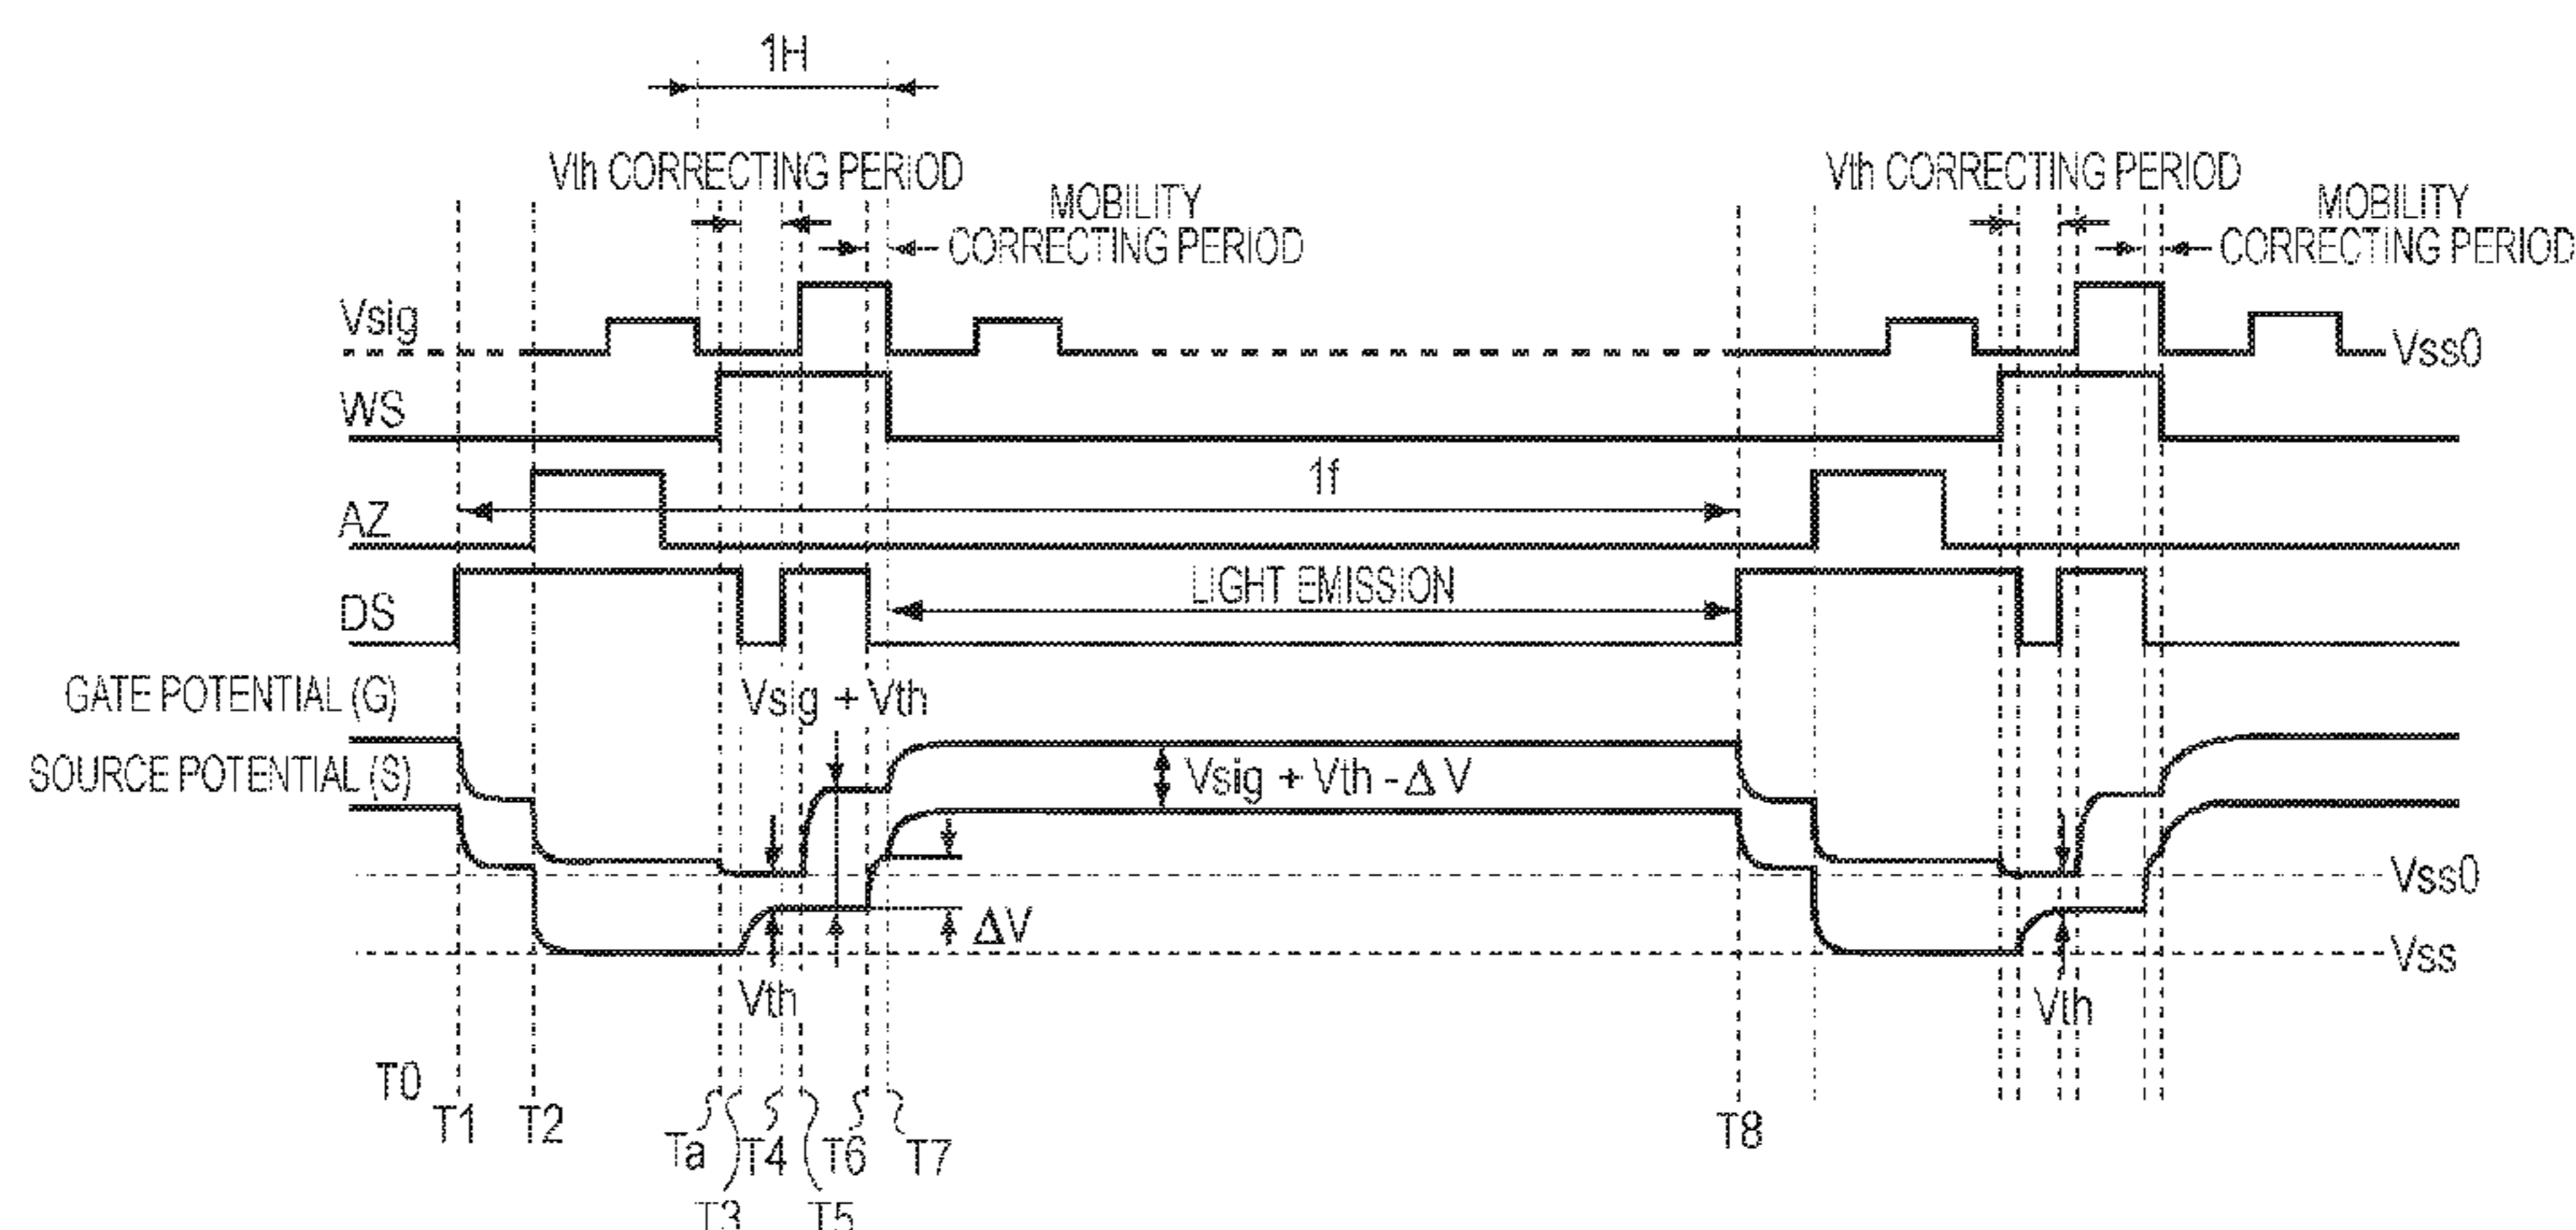 1H
Vth CORRECTING PERIOD
MOBILITY
CORRECTING PERIOD
Vth CORRECTING PERIOD
MOBILITY
CORRECTING PERIOD
Vsig
Vss0
WS
AZ
1f
DS
LIGHT EMISSION
GATE POTENTIAL (G)
Vsig + Vth
SOURCE POTENTIAL (S)
Vsig + Vth - ΔV
Vss0
ΔV
Vss
Vth
Vth
T0
T1
T2
Ta
T3
T4
T5
T6
T7
T8